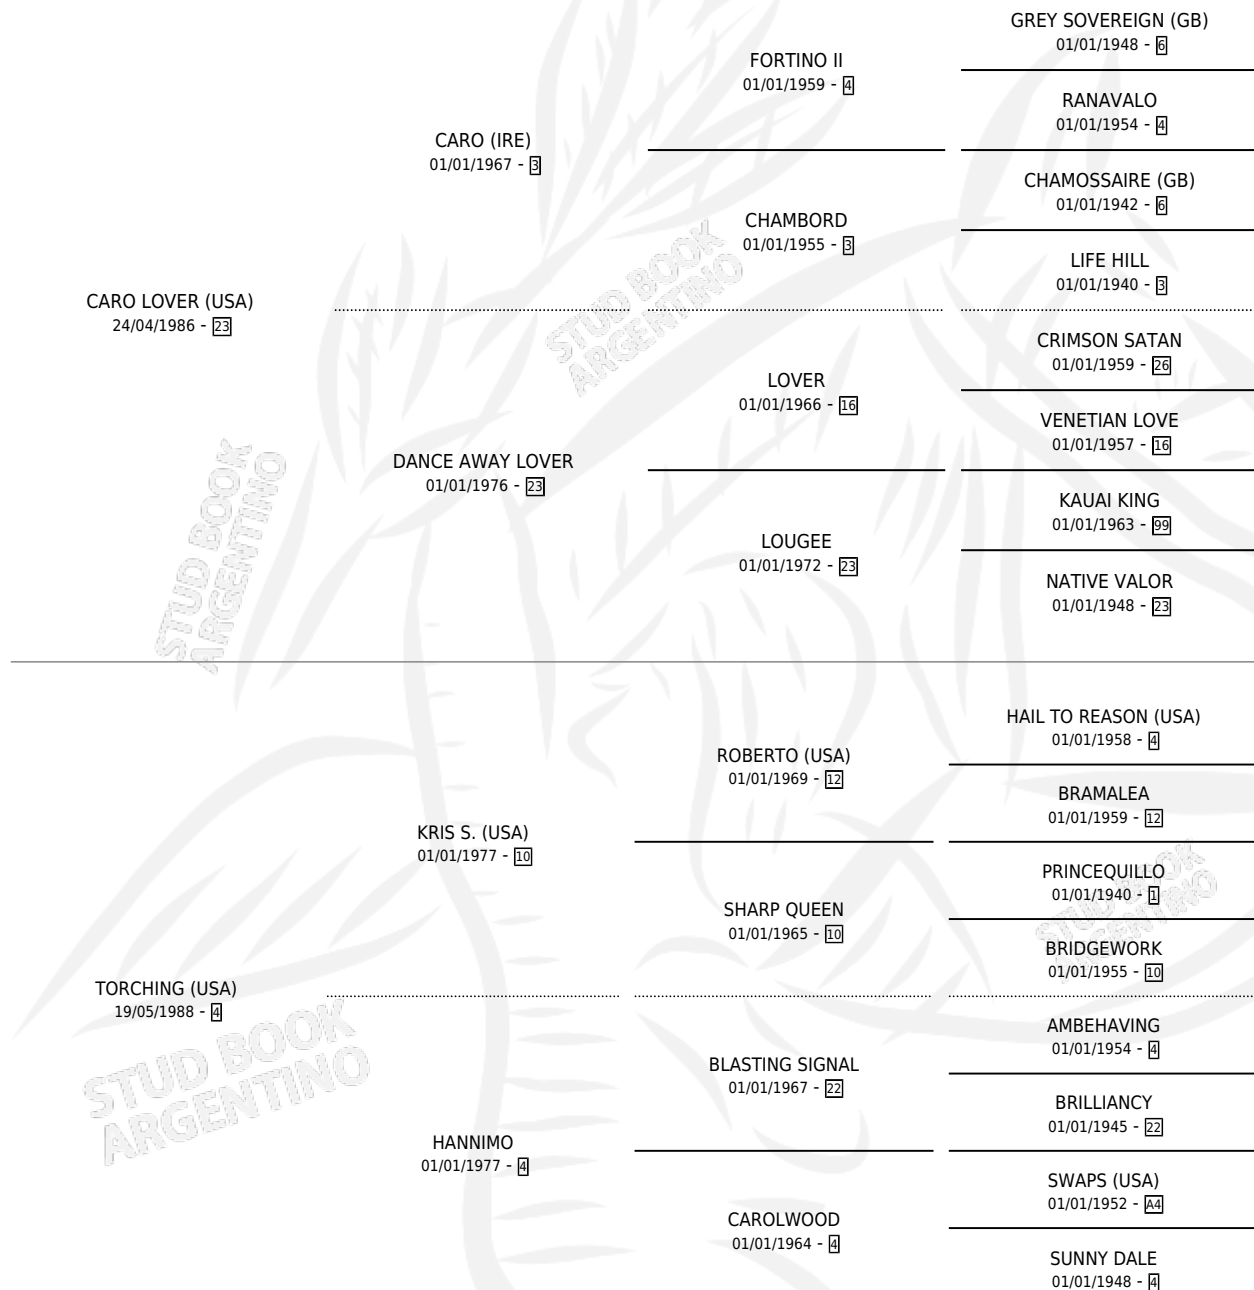 GREY SOVEREIGN (GB)
01/01/1948 - 6
FORTINO II
01/01/1959 - 4
RANAVALO
01/01/1954 - 4
CARO (IRE)
01/01/1967 - 3
CHAMOSSAIRE (GB)
01/01/1942 - 6
CHAMBORD
01/01/1955 - 3
LIFE HILL
01/01/1940 - 3
CARO LOVER (USA)
24/04/1986 - 23
CRIMSON SATAN
01/01/1959 - 26
LOVER
01/01/1966 - 16
VENETIAN LOVE
01/01/1957 - 16
DANCE AWAY LOVER
01/01/1976 - 23
KAUAI KING
01/01/1963 - 99
LOUGEE
01/01/1972 - 23
NATIVE VALOR
01/01/1948 - 23
HAIL TO REASON (USA)
01/01/1958 - 4
ROBERTO (USA)
01/01/1969 - 12
BRAMALEA
01/01/1959 - 12
KRIS S. (USA)
01/01/1977 - 10
PRINCEQUILLO
01/01/1940 - 1
SHARP QUEEN
01/01/1965 - 10
BRIDGEWORK
01/01/1955 - 10
TORCHING (USA)
19/05/1988 - 4
AMBEHAVING
01/01/1954 - 4
BLASTING SIGNAL
01/01/1967 - 22
BRILLIANCY
01/01/1945 - 22
HANNIMO
01/01/1977 - 4
SWAPS (USA)
01/01/1952 - A4
CAROLWOOD
01/01/1964 - 4
SUNNY DALE
01/01/1948 - 4
STUD BOOK
ARGENTINO
STUD BOOK
ARGENTINO
STUD BOOK
ARGENTINO
STUD BOOK
ARGENTINO